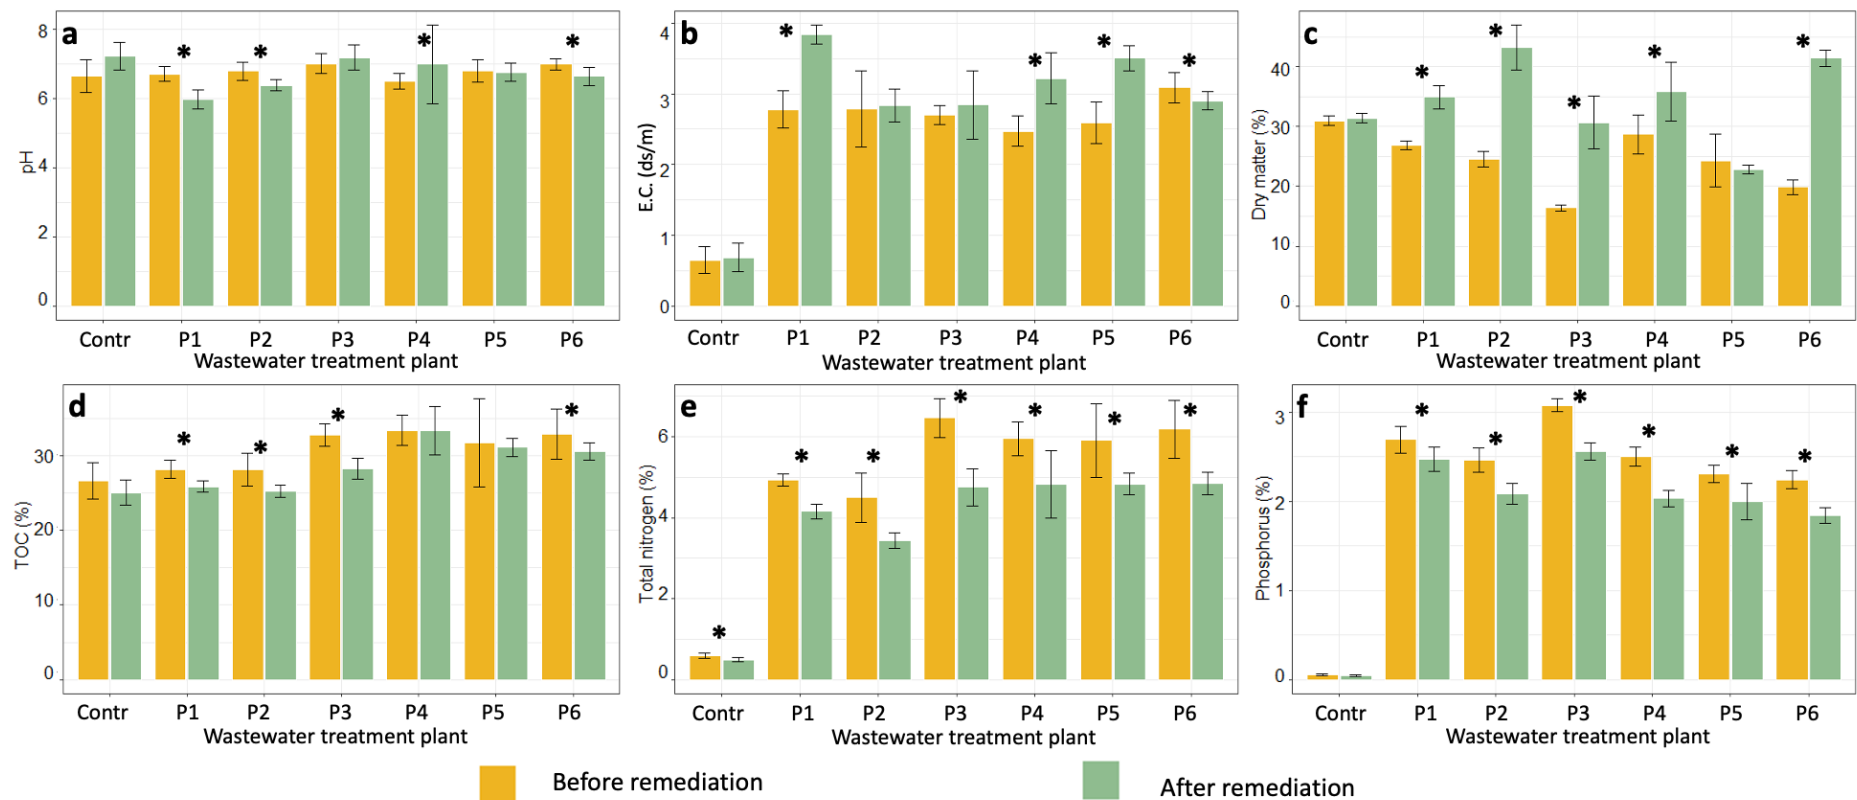 a
8
6
4
2
0
pH
* * * *
Contr P1 P2 P3 P4 P5 P6
Wastewater treatment plant
b
4
3
2
1
0
E.C. (ds/m)
* * * *
Contr P1 P2 P3 P4 P5 P6
Wastewater treatment plant
c
40
30
20
10
0
Dry matter (%)
* * * * *
Contr P1 P2 P3 P4 P5 P6
Wastewater treatment plant
d
30
20
10
0
TOC (%)
* * * *
Contr P1 P2 P3 P4 P5 P6
Wastewater treatment plant
e
6
4
2
0
Total nitrogen (%)
* * * * * * *
Contr P1 P2 P3 P4 P5 P6
Wastewater treatment plant
f
3
2
1
0
Phosphorus (%)
* * * * * *
Contr P1 P2 P3 P4 P5 P6
Wastewater treatment plant
Before remediation
After remediation